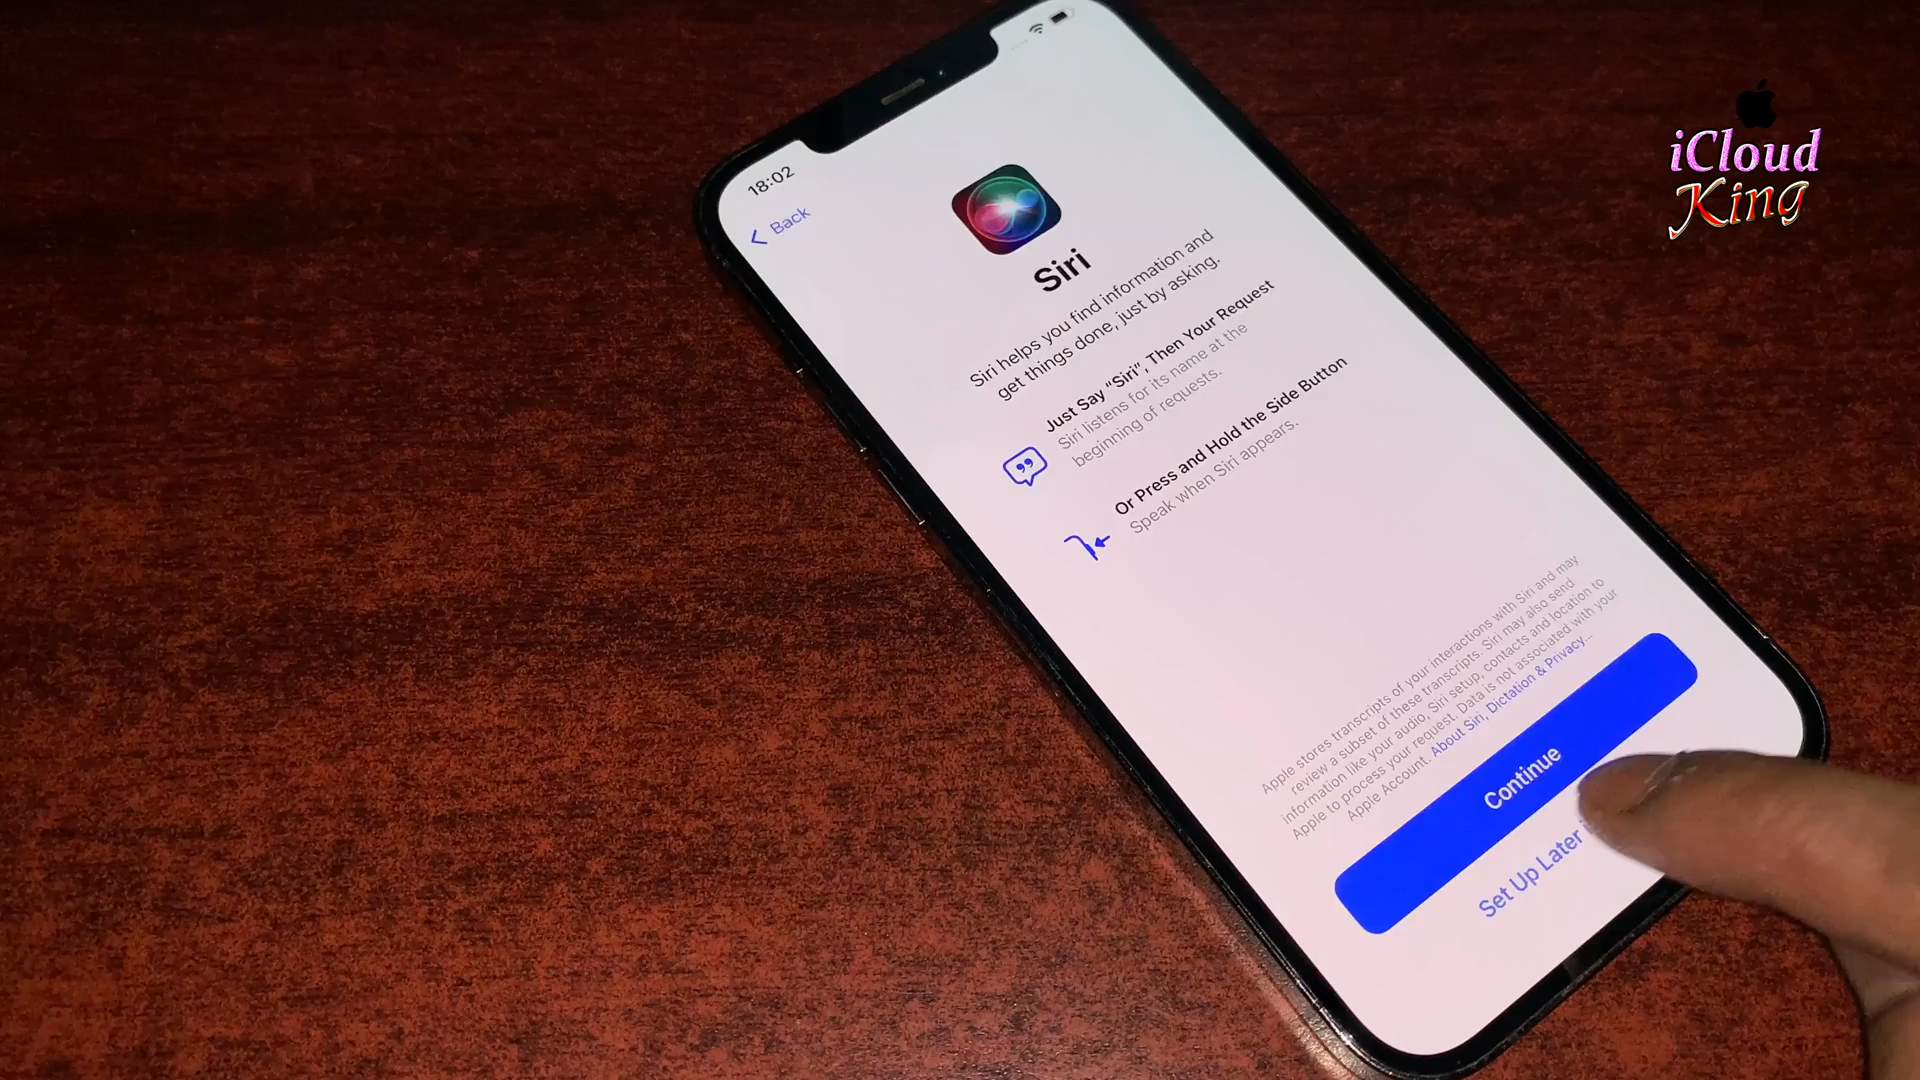 18:02
Back
Siri
Siri helps you find information and
get things done, just by asking.
Just Say “Siri”, Then Your Request
Siri listens for its name at the
beginning of requests.
Or Press and Hold the Side Button
Speak when Siri appears.
Apple stores transcripts of your interactions with Siri and may
review a subset of these transcripts. Siri may also send
information like your audio, Siri setup, contacts and location to
Apple to process your request. Data is not associated with your
Apple Account. About Siri, Dictation & Privacy...
Continue
Set Up Later
iCloud
King